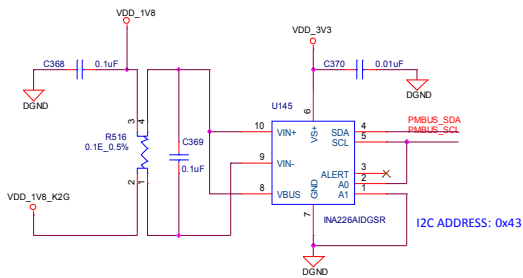 VDD_1V8
VDD_3V3
C368
0.1uF
C370
0.01uF
DGND
DGND
3
4
6
U145
VS+
PMBUS_SDA
PMBUS_SCL
R516
0.1E_0.5%
C369
0.1uF
10
VIN+
SDA
4
SCL
5
9
VIN-
ALERT
3
A0
2
8
VBUS
A1
1
GND
VDD_1V8_K2G
2
1
7
INA226AIDGSR
I2C ADDRESS: 0x43
DGND